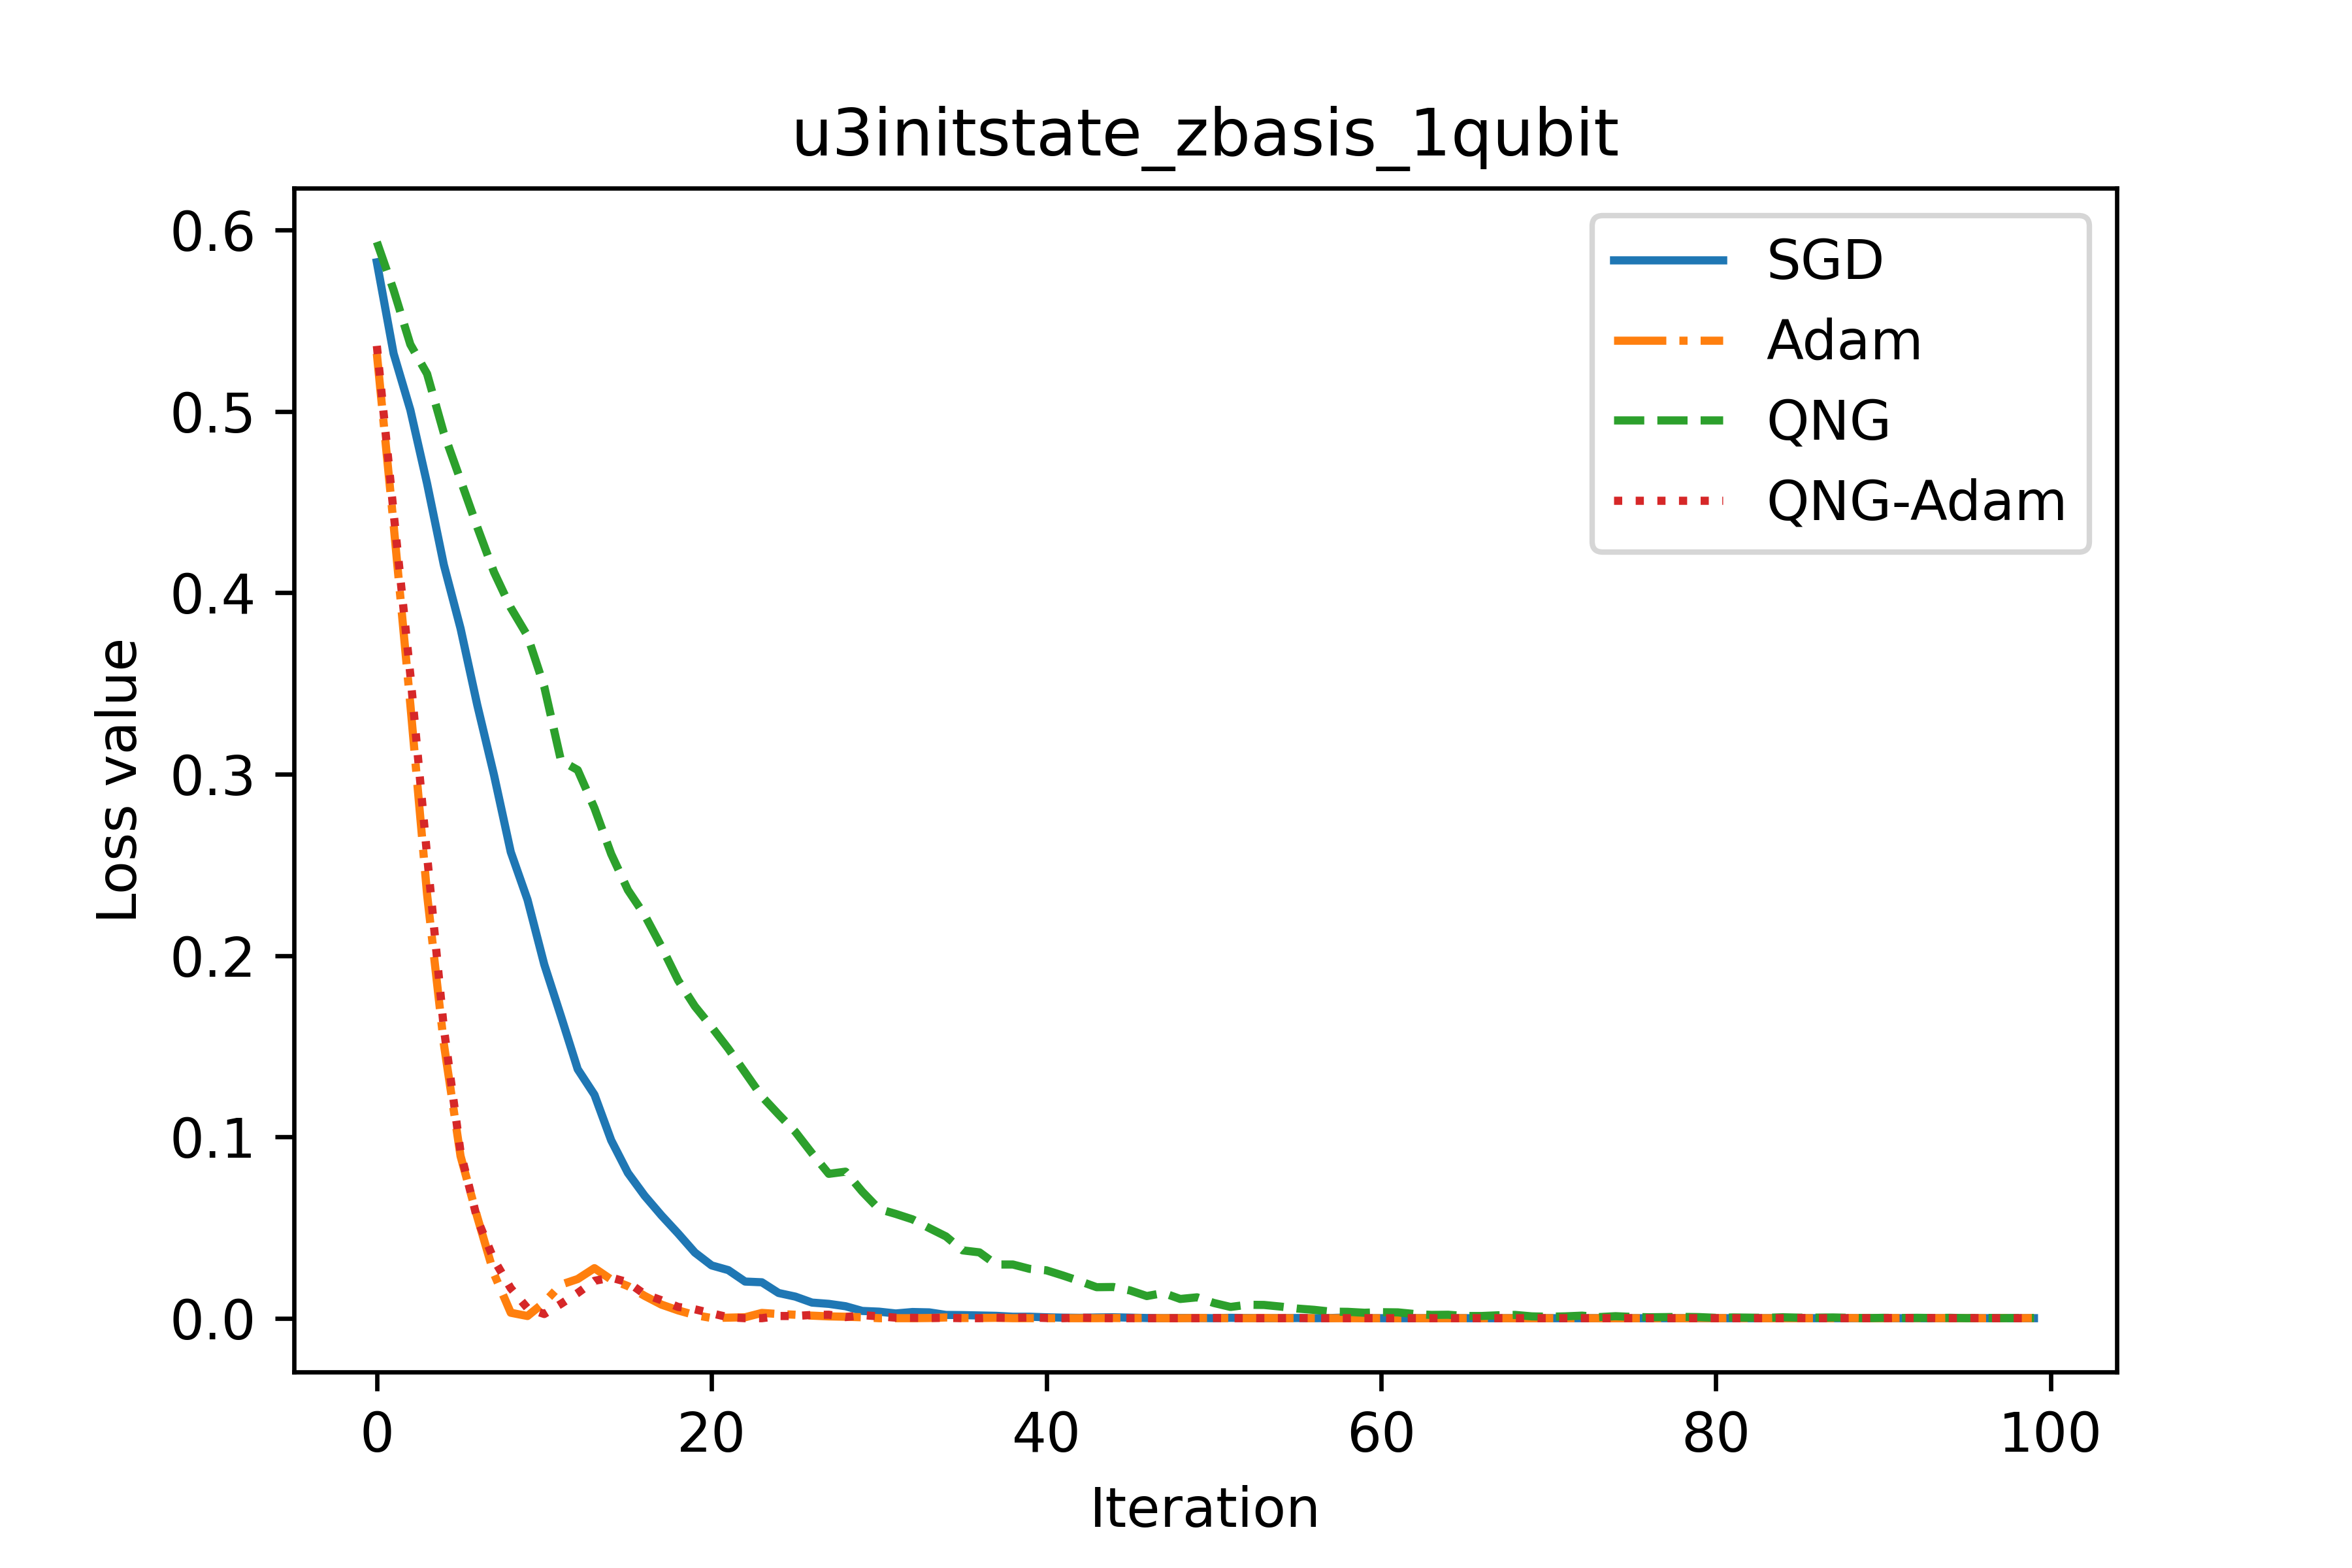 u3initstate_zbasis_1qubit
SGD
Adam
QNG
QNG-Adam
0.6
0.5
0.4
0.3
0.2
0.1
0.0
Loss value
0
20
40
60
80
100
Iteration